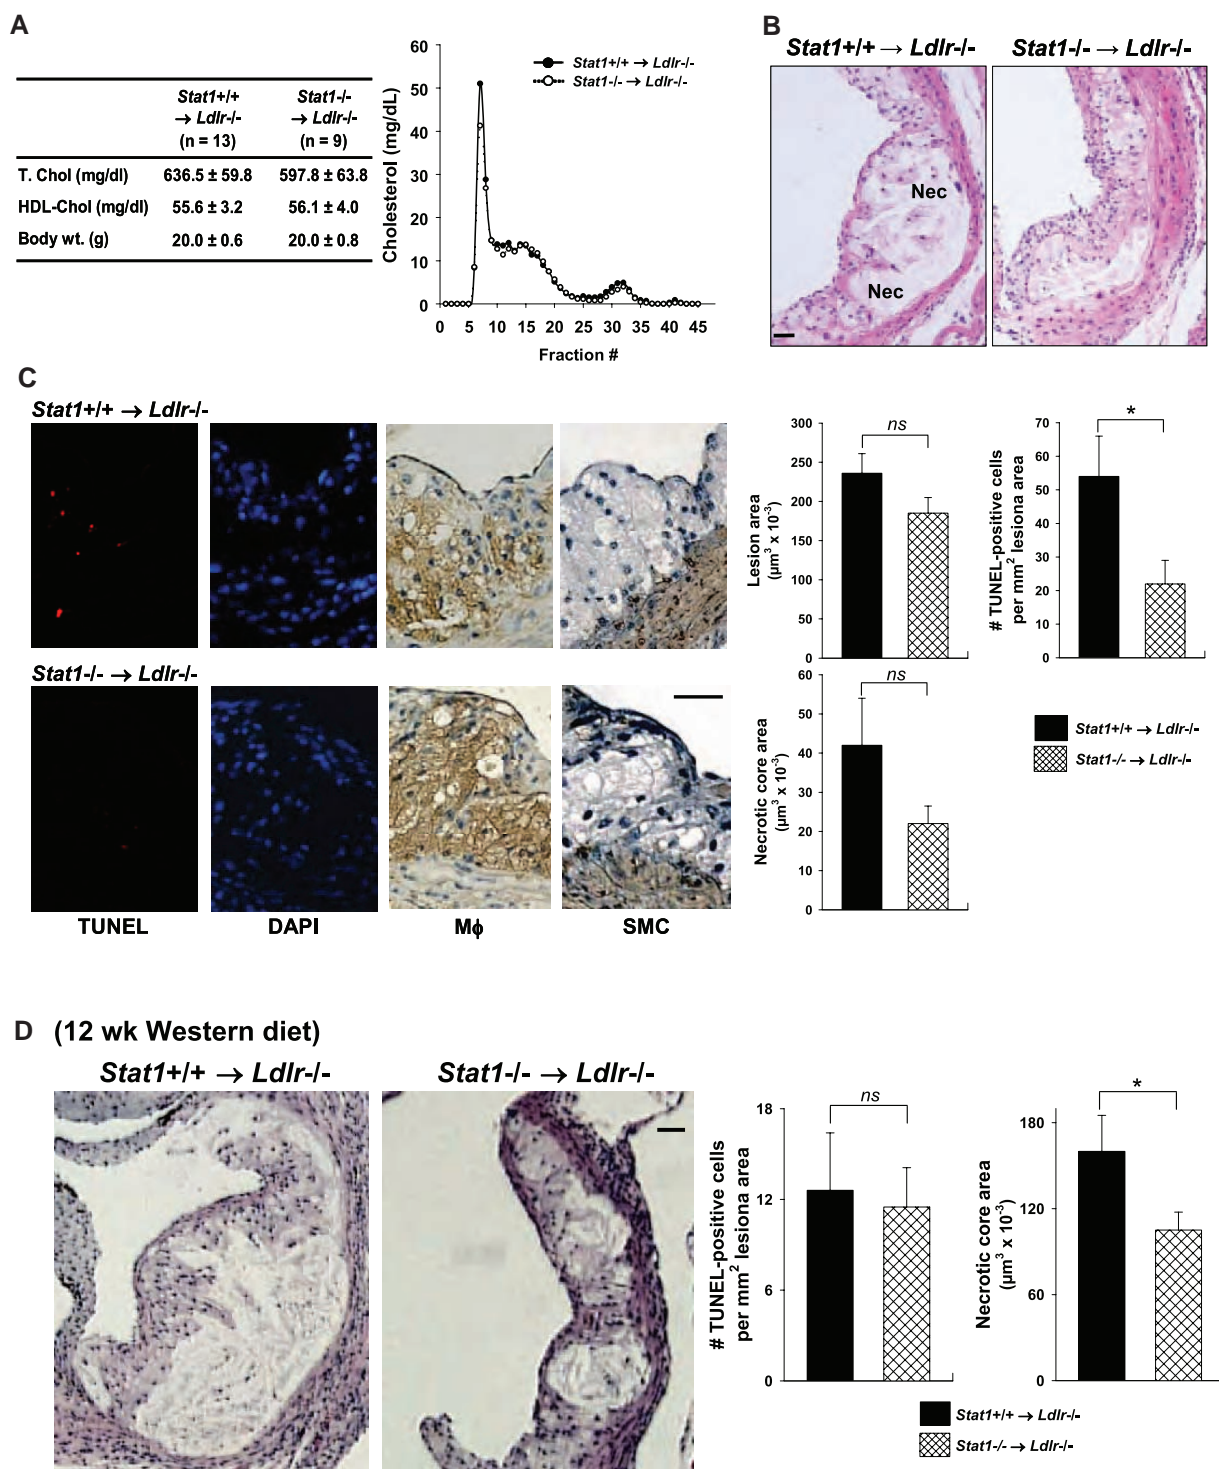 A
Stat1+/+ Stat1-/-
→ Ldlr-/- → Ldlr-/-
(n = 13) (n = 9)
T. Chol (mg/dl) 636.5 ± 59.8 597.8 ± 63.8
HDL-Chol (mg/dl) 55.6 ± 3.2 56.1 ± 4.0
Body wt. (g) 20.0 ± 0.6 20.0 ± 0.8
Cholesterol (mg/dL)
60
50
40
30
20
10
0
0 5 10 15 20 25 30 35 40 45
Fraction #
Stat1+/+ → Ldlr-/-
Stat1-/- → Ldlr-/-
B
Stat1+/+ → Ldlr-/- Stat1-/- → Ldlr-/-
Nec
Nec
C
Stat1+/+ → Ldlr-/-
Stat1-/- → Ldlr-/-
TUNEL DAPI Mϕ SMC
Lesion area
(µm³ x 10⁻³)
300
250
200
150
100
50
0
ns
# TUNEL-positive cells
per mm² lesiona area
70
60
50
40
30
20
10
0
*
Necrotic core area
(µm³ x 10⁻³)
60
50
40
30
20
10
0
ns
Stat1+/+ → Ldlr-/-
Stat1-/- → Ldlr-/-
D (12 wk Western diet)
Stat1+/+ → Ldlr-/- Stat1-/- → Ldlr-/-
# TUNEL-positive cells
per mm² lesiona area
18
12
6
0
ns
Necrotic core area
(µm³ x 10⁻³)
180
120
60
0
*
Stat1+/+ → Ldlr-/-
Stat1-/- → Ldlr-/-